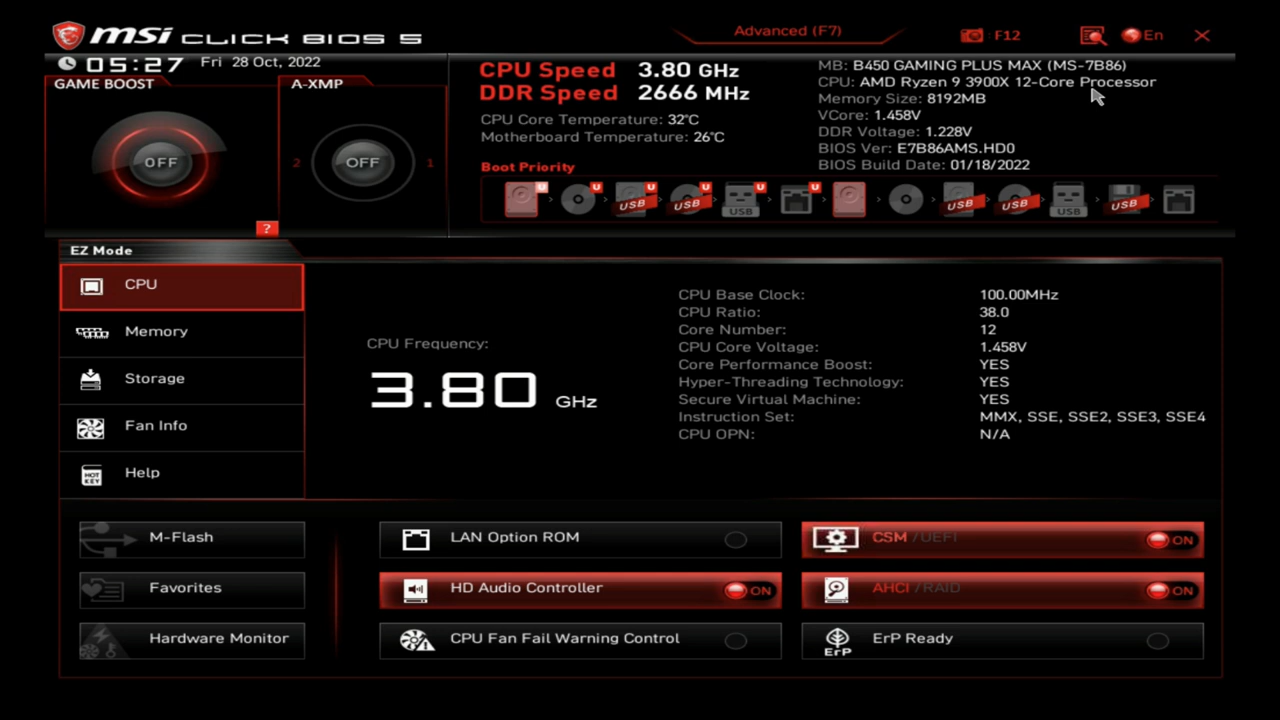 msi CLICK BIOS 5
Advanced (F7)
F12
En
05:27 Fri 28 Oct, 2022
GAME BOOST
OFF
A-XMP
2 OFF 1
?
CPU Speed 3.80 GHz
DDR Speed 2666 MHz
CPU Core Temperature: 32°C
Motherboard Temperature: 26°C
MB: B450 GAMING PLUS MAX (MS-7B86)
CPU: AMD Ryzen 9 3900X 12-Core Processor
Memory Size: 8192MB
VCore: 1.458V
DDR Voltage: 1.228V
BIOS Ver: E7B86AMS.HD0
BIOS Build Date: 01/18/2022
Boot Priority
U U U U U U
USB USB USB USB USB USB USB
EZ Mode
CPU
Memory
Storage
Fan Info
HOT KEY Help
CPU Frequency:
3.80 GHz
CPU Base Clock: 100.00MHz
CPU Ratio: 38.0
Core Number: 12
CPU Core Voltage: 1.458V
Core Performance Boost: YES
Hyper-Threading Technology: YES
Secure Virtual Machine: YES
Instruction Set: MMX, SSE, SSE2, SSE3, SSE4
CPU OPN: N/A
M-Flash
Favorites
Hardware Monitor
LAN Option ROM
HD Audio Controller ON
CPU Fan Fail Warning Control
CSM /UEFI ON
AHCI /RAID ON
ErP ErP Ready